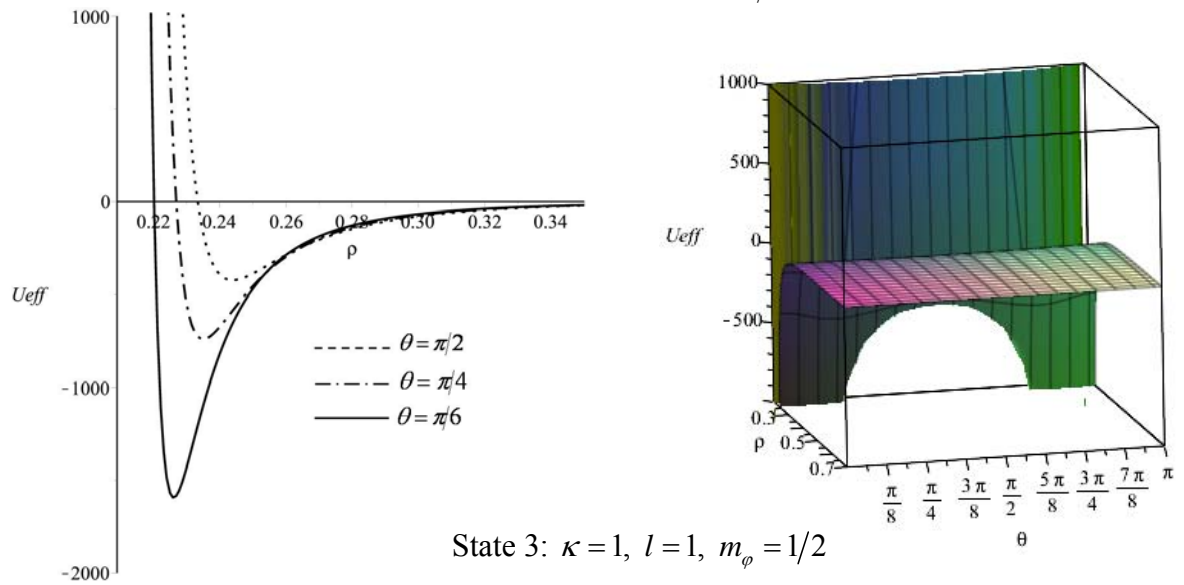 1000
0
-1000
-2000
Ueff
0.22 0.24 0.26 0.28 0.30 0.32 0.34
ρ
θ = π/2
θ = π/4
θ = π/6
1000
500
0
-500
Ueff
0.3
0.5
0.7
ρ
π/8 π/4 3π/8 π/2 5π/8 3π/4 7π/8 π
θ
State 3: κ = 1, l = 1, m_φ = 1/2